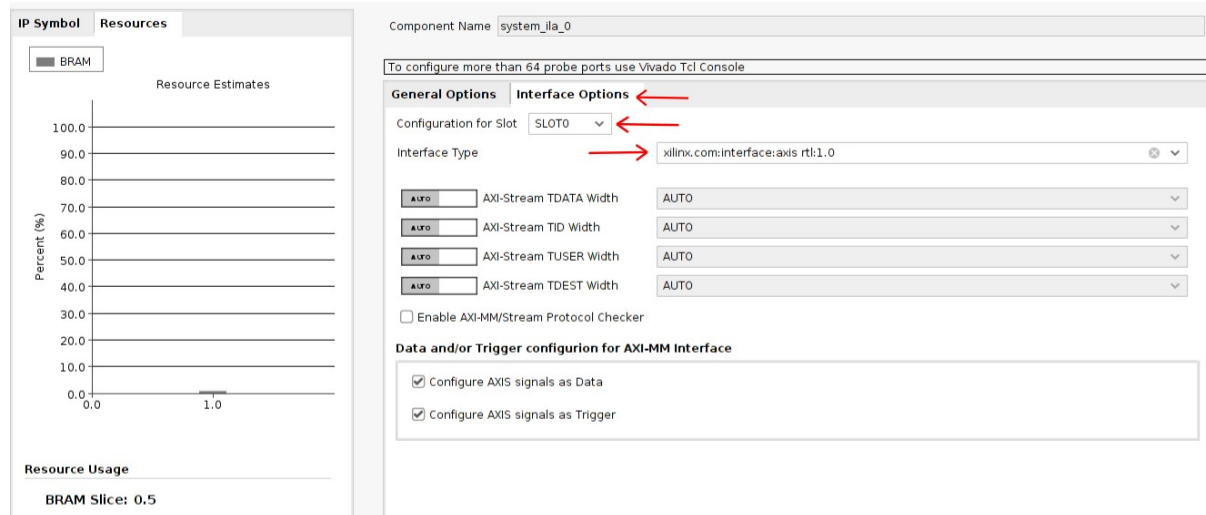 IP Symbol Resources
BRAM
Resource Estimates
100.0
90.0
80.0
70.0
60.0
50.0
40.0
30.0
20.0
10.0
0.0
0.0 1.0
Percent (%)
Resource Usage
BRAM Slice: 0.5
Component Name system_ila_0
To configure more than 64 probe ports use Vivado Tcl Console
General Options Interface Options
Configuration for Slot SLOT0
Interface Type xilinx.com:interface:axis rtl:1.0
AUTO AXI-Stream TDATA Width AUTO
AUTO AXI-Stream TID Width AUTO
AUTO AXI-Stream TUSER Width AUTO
AUTO AXI-Stream TDEST Width AUTO
Enable AXI-MM/Stream Protocol Checker
Data and/or Trigger configurion for AXI-MM Interface
Configure AXIS signals as Data
Configure AXIS signals as Trigger